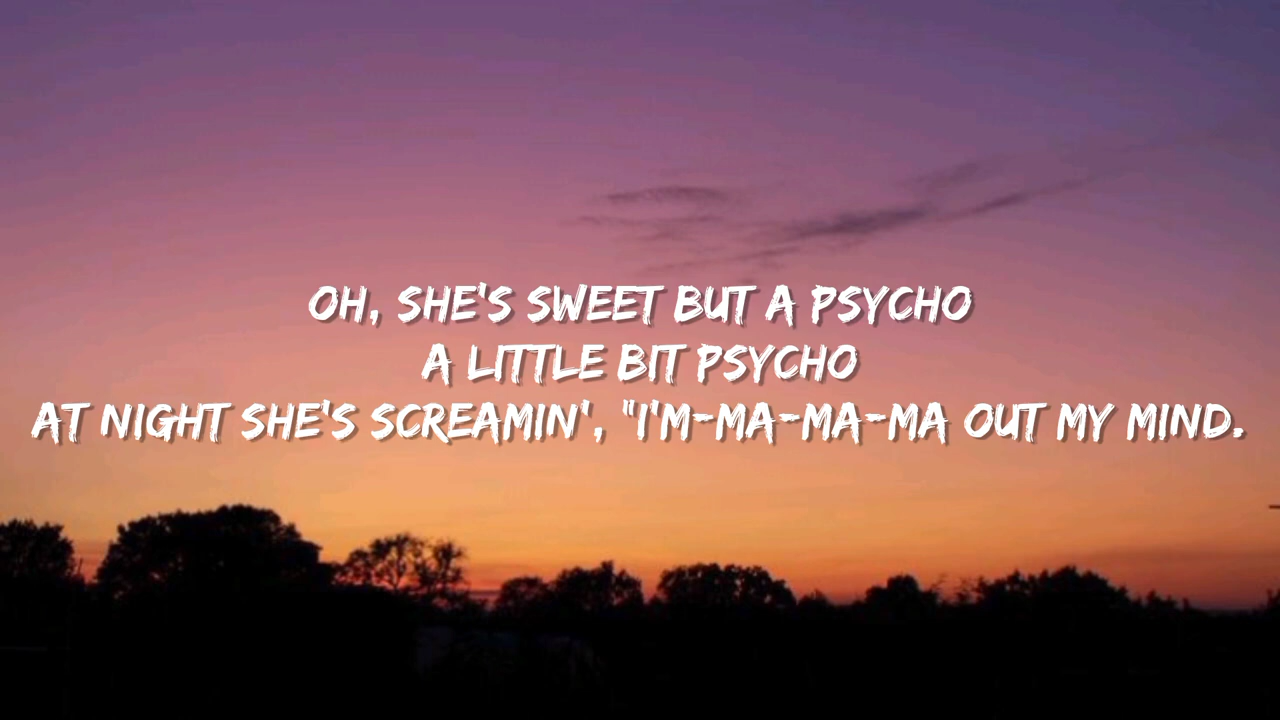 OH, SHE'S SWEET BUT A PSYCHO
A LITTLE BIT PSYCHO
AT NIGHT SHE'S SCREAMIN', "I'M-MA-MA-MA OUT MY MIND.